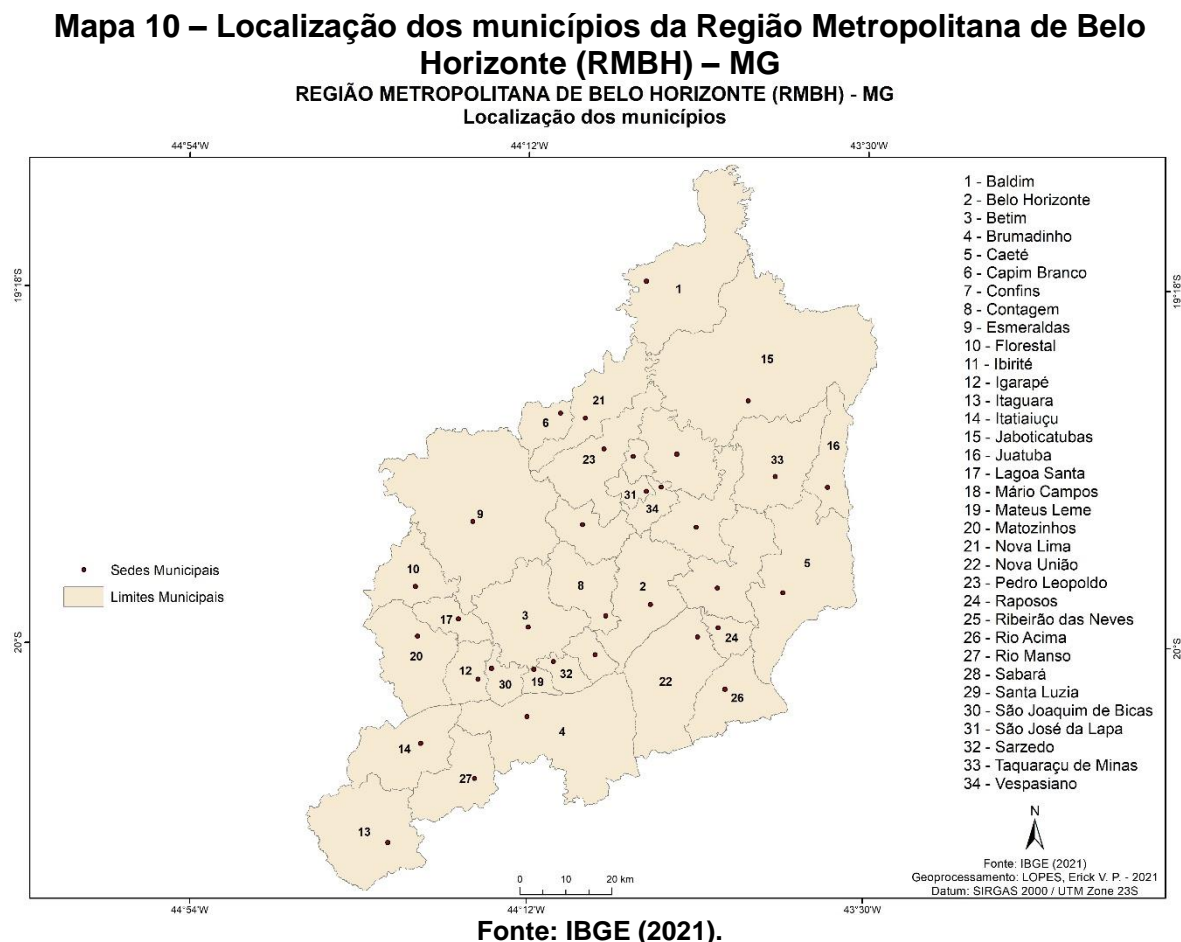 Mapa 10 – Localização dos municípios da Região Metropolitana de Belo
Horizonte (RMBH) – MG
REGIÃO METROPOLITANA DE BELO HORIZONTE (RMBH) - MG
Localização dos municípios
44°54'W
44°12'W
43°30'W
19°18'S
19°18'S
20°S
20°S
1
15
21
6
16
23
33
31
34
9
5
10
8
2
3
17
24
20
12
30
19
32
22
26
4
14
27
13
Sedes Municipais
Limites Municipais
1 - Baldim
2 - Belo Horizonte
3 - Betim
4 - Brumadinho
5 - Caeté
6 - Capim Branco
7 - Confins
8 - Contagem
9 - Esmeraldas
10 - Florestal
11 - Ibirité
12 - Igarapé
13 - Itaguara
14 - Itatiaiuçu
15 - Jaboticatubas
16 - Juatuba
17 - Lagoa Santa
18 - Mário Campos
19 - Mateus Leme
20 - Matozinhos
21 - Nova Lima
22 - Nova União
23 - Pedro Leopoldo
24 - Raposos
25 - Ribeirão das Neves
26 - Rio Acima
27 - Rio Manso
28 - Sabará
29 - Santa Luzia
30 - São Joaquim de Bicas
31 - São José da Lapa
32 - Sarzedo
33 - Taquaraçu de Minas
34 - Vespasiano
N
0 10 20 km
Fonte: IBGE (2021)
Geoprocessamento: LOPES, Erick V. P. - 2021
Datum: SIRGAS 2000 / UTM Zone 23S
44°54'W
44°12'W
43°30'W
Fonte: IBGE (2021).